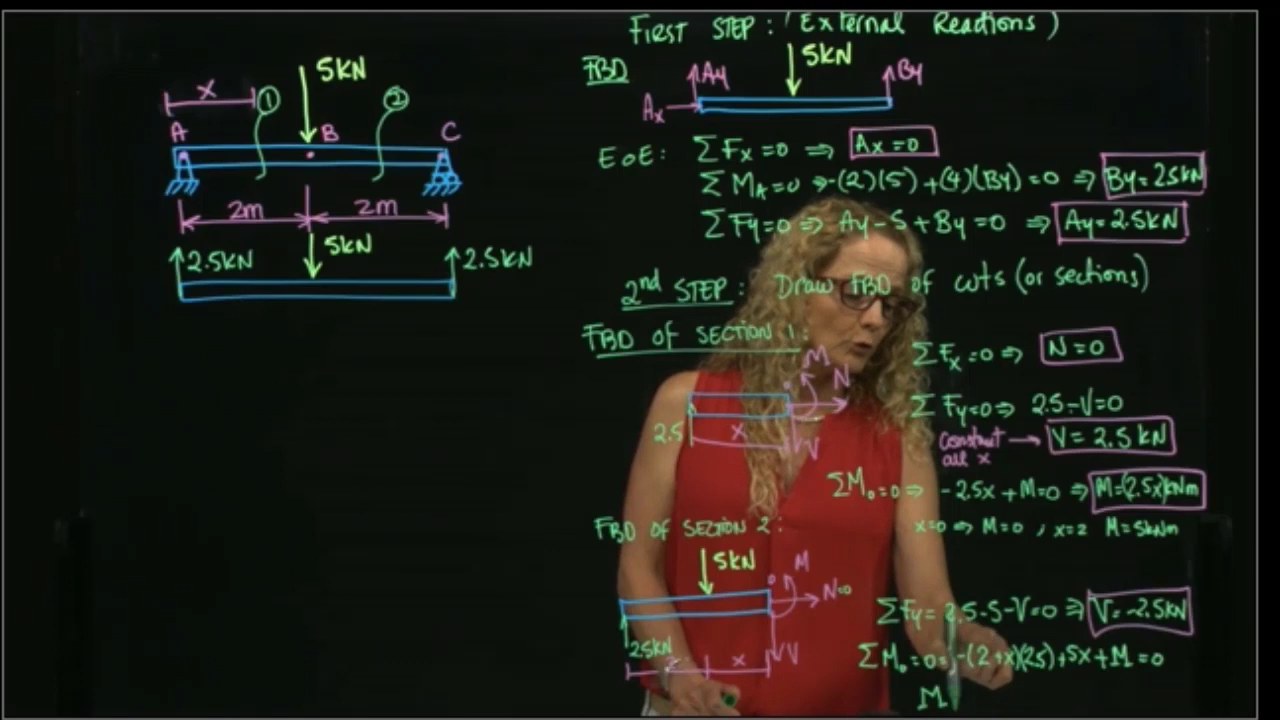 FIRST STEP: (External Reactions)
FBD
Ay
5kN
By
Ax
EoE: ΣFx=0 ⇒ Ax=0
ΣMA=0 ⇒ -(2)(5)+(4)(By)=0 ⇒ By=2.5kN
ΣFy=0 ⇒ Ay-5+By=0 ⇒ Ay=2.5kN
x
①
5kN
②
A
B
C
2m
2m
2.5kN
5kN
2.5kN
2nd STEP: Draw FBD of cuts (or sections)
FBD OF SECTION 1:
M
N
o
2.5
x
V
ΣFx=0 ⇒ N=0
ΣFy=0 ⇒ 2.5-V=0
Constant all x → V=2.5kN
ΣMo=0 ⇒ -2.5x+M=0 ⇒ M=(2.5x)kNm
x=0 ⇒ M=0, x=2 M=5kNm
FBD OF SECTION 2:
5kN
o
M
N=0
2.5kN
2
x
V
ΣFy= 2.5-5-V=0 ⇒ V=-2.5kN
ΣMo=0= -(2+x)(2.5)+5x+M=0
M